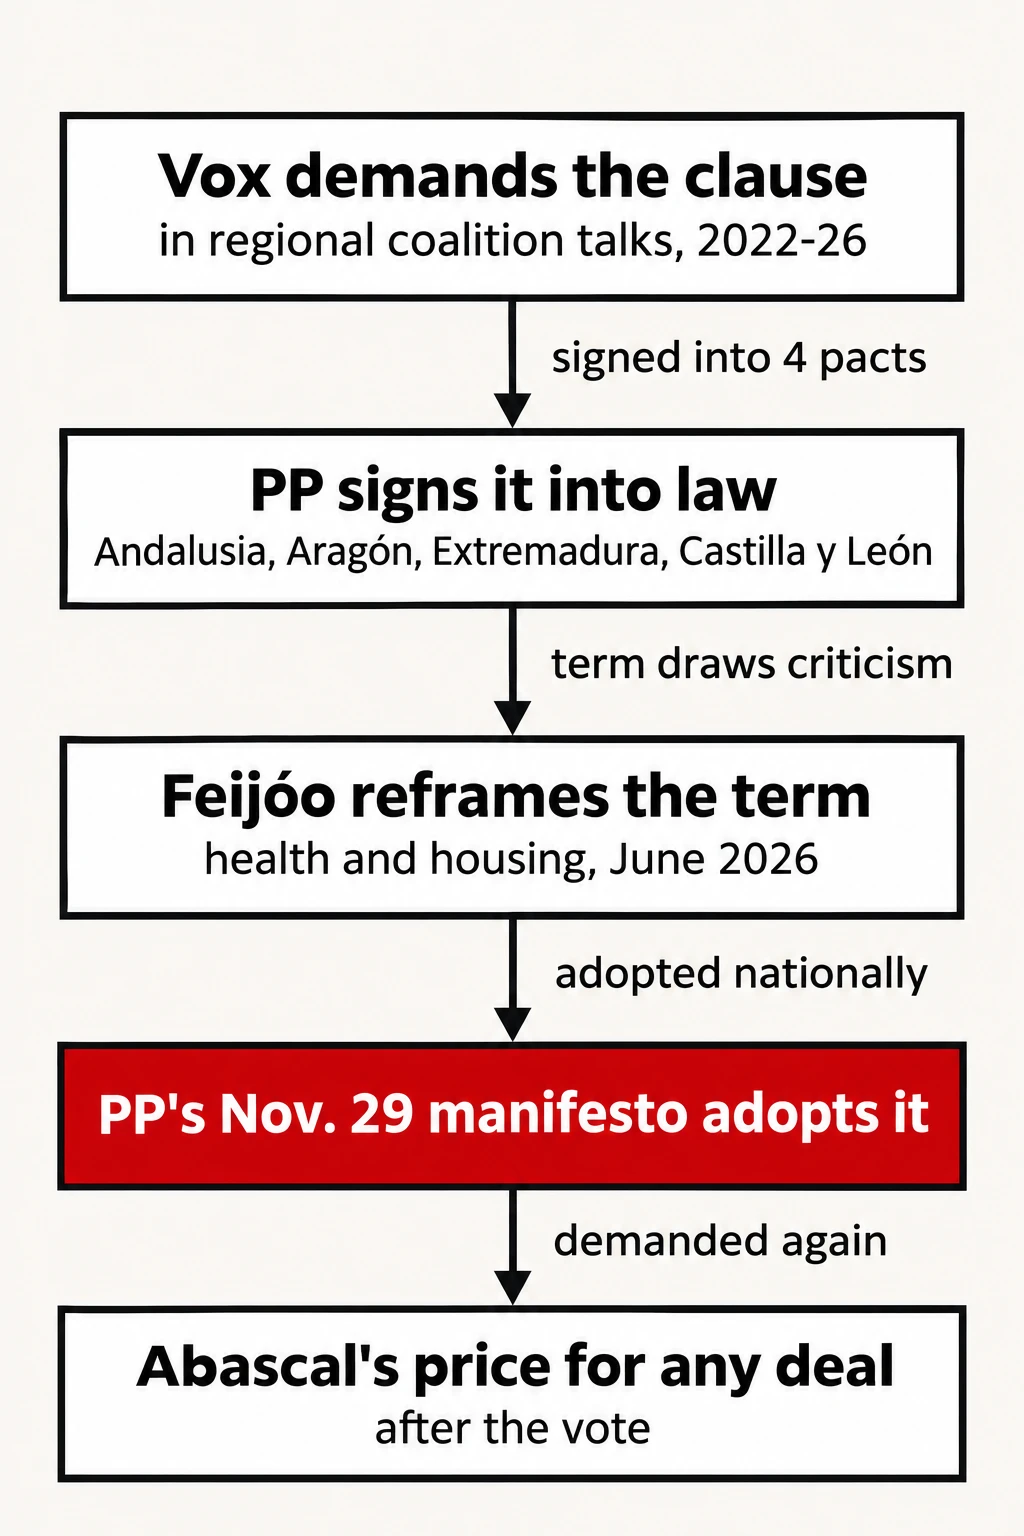 Vox demands the clause
in regional coalition talks, 2022-26
signed into 4 pacts
PP signs it into law
Andalusia, Aragón, Extremadura, Castilla y León
term draws criticism
Feijóo reframes the term
health and housing, June 2026
adopted nationally
PP's Nov. 29 manifesto adopts it
demanded again
Abascal's price for any deal
after the vote